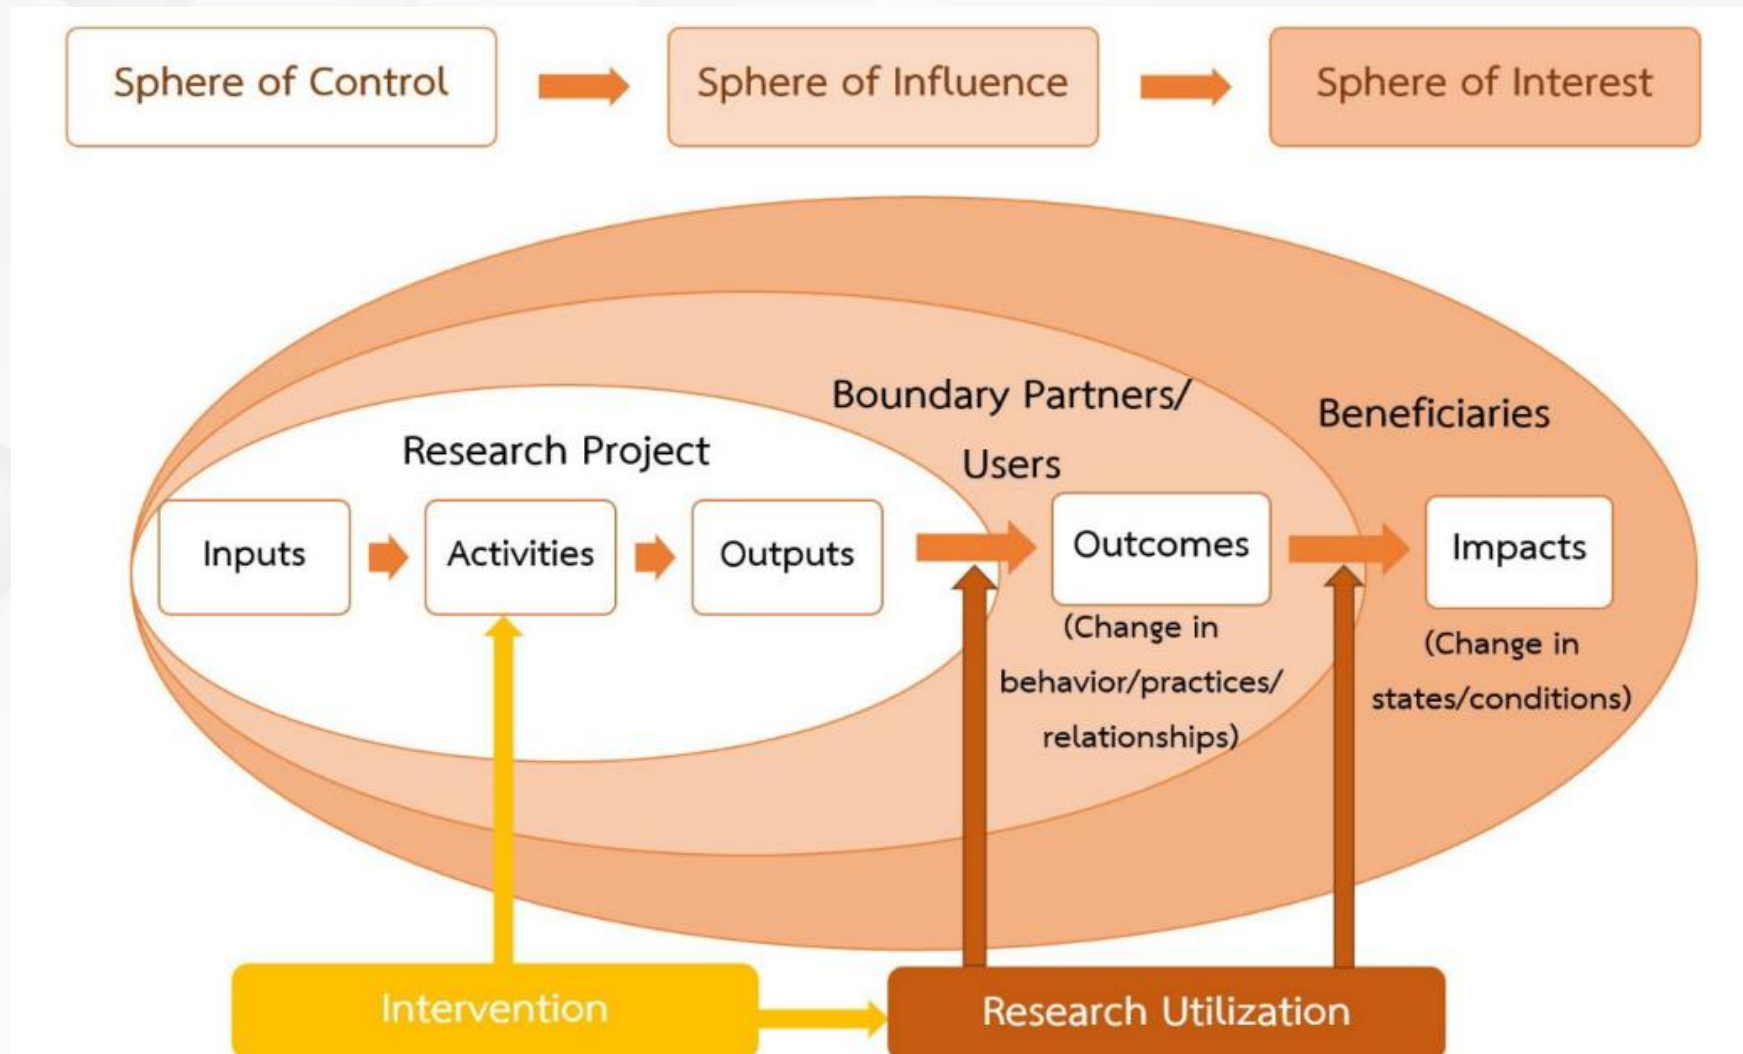 Sphere of Control
Sphere of Influence
Sphere of Interest
Research Project
Boundary Partners/
Users
Beneficiaries
Inputs
Activities
Outputs
Outcomes
Impacts
(Change in
behavior/practices/
relationships)
(Change in
states/conditions)
Intervention
Research Utilization